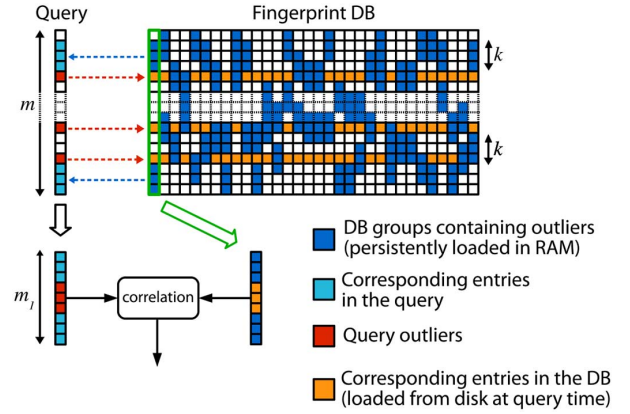 Query
Fingerprint DB
m
k
k
m1
correlation
DB groups containing outliers
(persistently loaded in RAM)
Corresponding entries
in the query
Query outliers
Corresponding entries in the DB
(loaded from disk at query time)